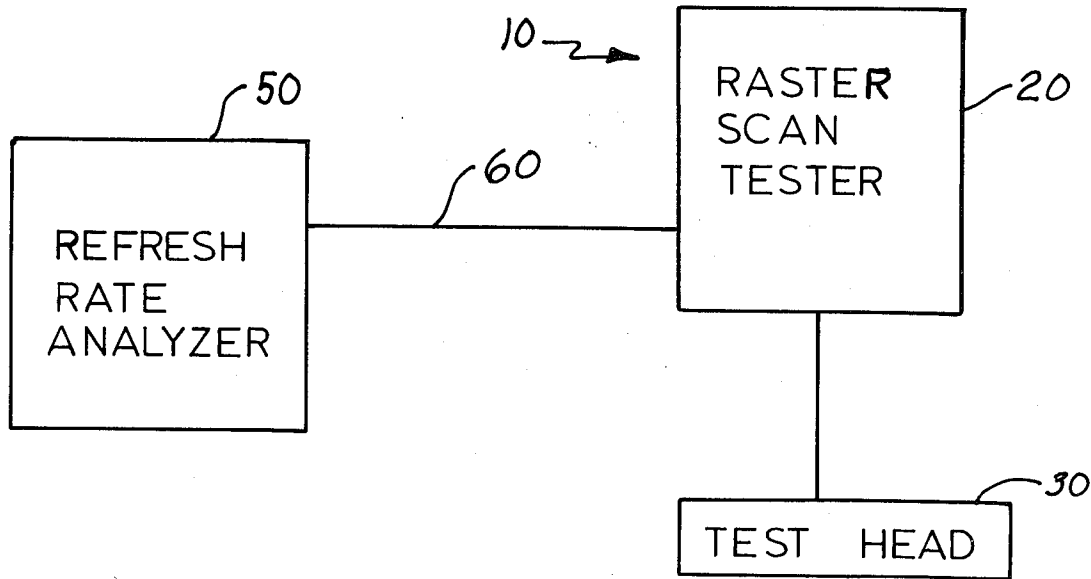 10
RASTER
SCAN
TESTER
20
50
60
REFRESH
RATE
ANALYZER
30
TEST HEAD